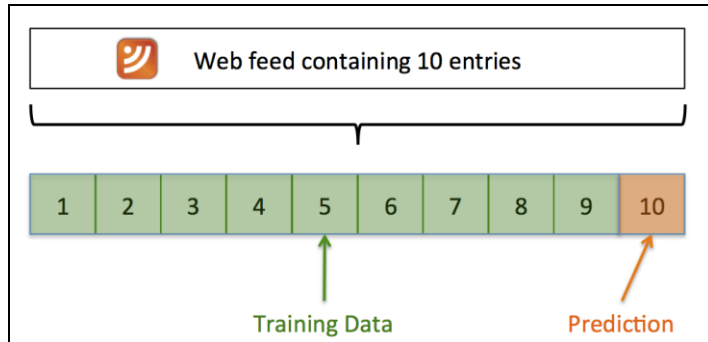 Web feed containing 10 entries
1 2 3 4 5 6 7 8 9 10
Training Data Prediction